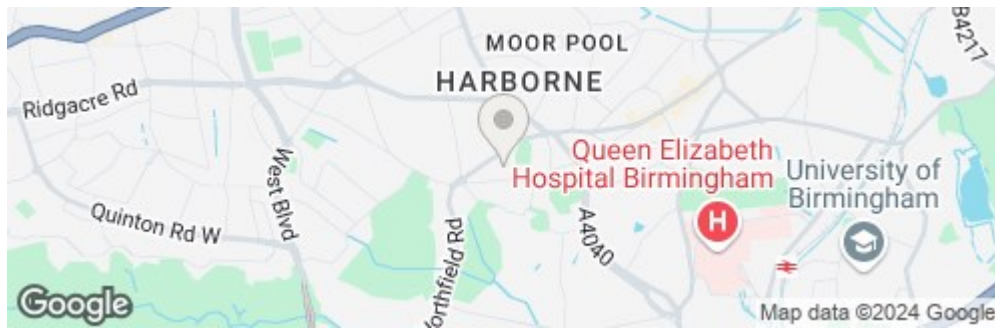 MOOR POOL
HARBORNE
B4217
Ridgacre Rd
West Blvd
Queen Elizabeth
Hospital Birmingham
H
University of
Birmingham
Quinton Rd W
A4040
orthfield Rd
Google
Map data ©2024 Google